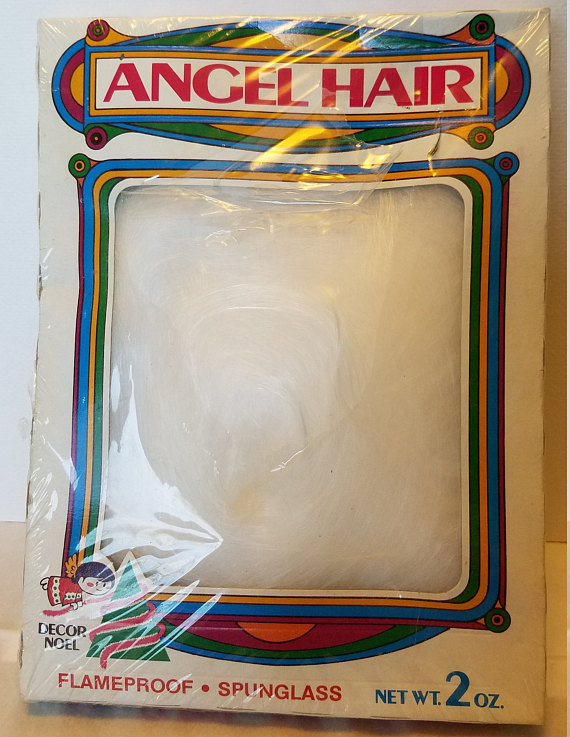 ANGEL HAIR
DECOR
NOEL
FLAMEPROOF • SPUNGLASS
NET WT. 2 OZ.